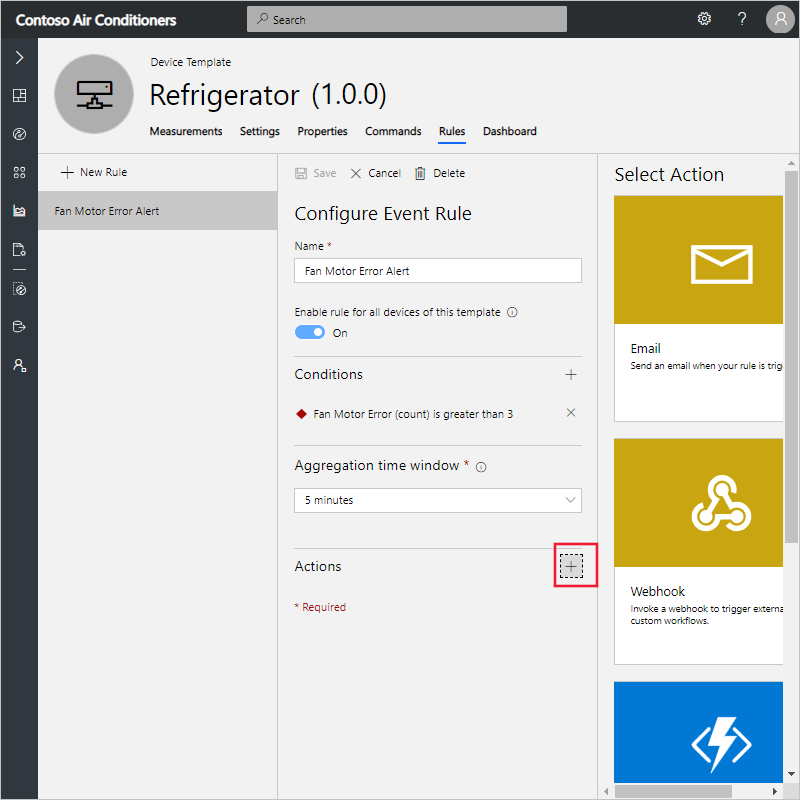 Contoso Air Conditioners
Search
?
Device Template
Refrigerator (1.0.0)
Measurements Settings Properties Commands Rules Dashboard
+ New Rule
Fan Motor Error Alert
Save Cancel Delete
Configure Event Rule
Name *
Fan Motor Error Alert
Enable rule for all devices of this template
On
Conditions
Fan Motor Error (count) is greater than 3
Aggregation time window *
5 minutes
Actions
* Required
Select Action
Email
Send an email when your rule is trig
Webhook
Invoke a webhook to trigger externa
custom workflows.